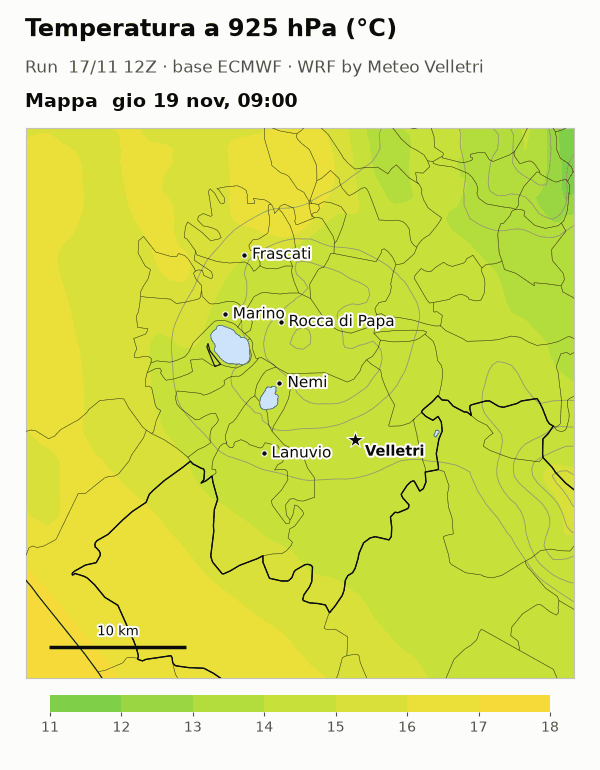 Temperatura a 925 hPa (°C)
Run  17/11 12Z · base ECMWF · WRF by Meteo Velletri
Mappa  gio 19 nov, 09:00
Frascati
Marino
Rocca di Papa
Nemi
Velletri
Lanuvio
10 km
11 12 13 14 15 16 17 18